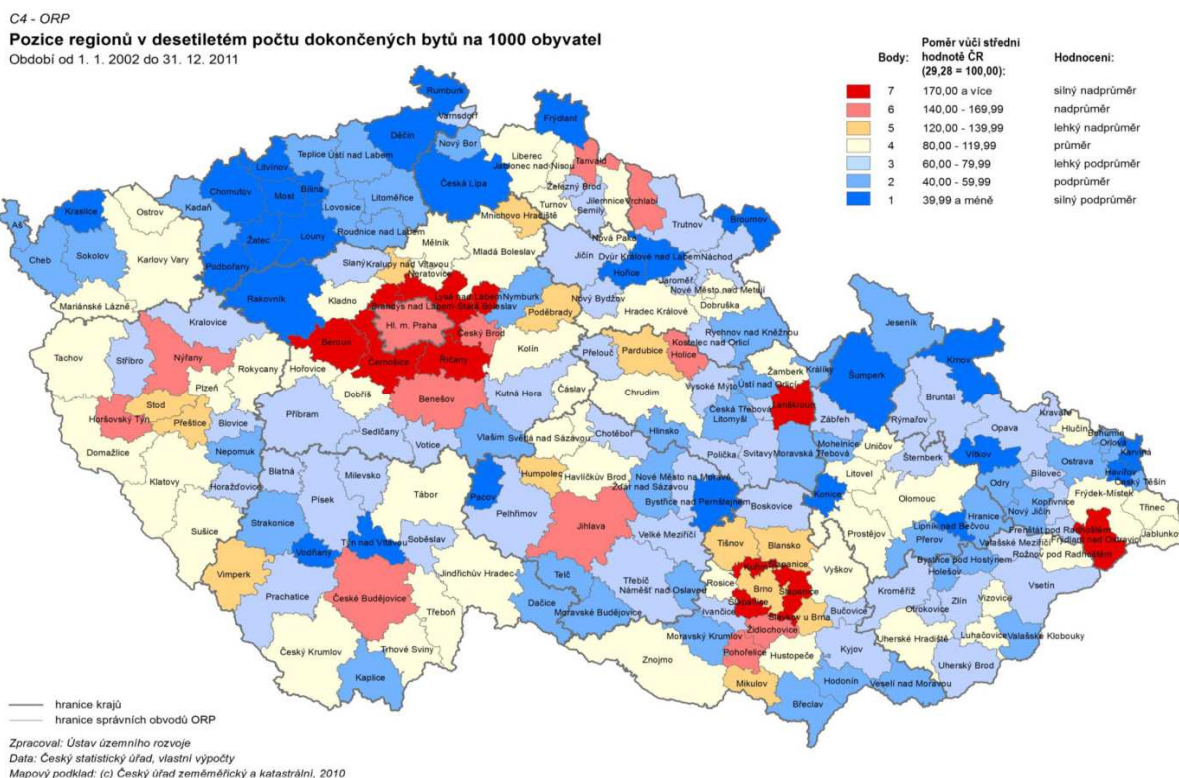 C4 - ORP
Pozice regionů v desetiletém počtu dokončených bytů na 1000 obyvatel
Období od 1. 1. 2002 do 31. 12. 2011
Body: Poměr vůči střední hodnotě ČR (29,28 = 100,00): Hodnocení:
7 170,00 a více silný nadprůměr
6 140,00 - 169,99 nadprůměr
5 120,00 - 139,99 lehký nadprůměr
4 80,00 - 119,99 průměr
3 60,00 - 79,99 lehký podprůměr
2 40,00 - 59,99 podprůměr
1 39,99 a méně silný podprůměr
Rumburk
Varnsdorf
Děčín
Frýdlant
Nový Bor
Teplice
Ústí nad Labem
Liberec
Jablonec nad Nisou
Tanvald
Litvínov
Česká Lípa
Železný Brod
Jilemnice
Vrchlabí
Chomutov
Most
Bílina
Litoměřice
Turnov
Semily
Trutnov
Kraslice
Ostrov
Kadaň
Lovosice
Mnichovo Hradiště
Broumov
Aš
Roudnice nad Labem
Nová Paka
Dvůr Králové nad Labem
Náchod
Žatec
Louny
Mělník
Mladá Boleslav
Jičín
Hořice
Cheb
Sokolov
Karlovy Vary
Podbořany
Slaný
Kralupy nad Vltavou
Neratovice
Jaroměř
Nové Město nad Metují
Rakovník
Kladno
Lysá nad Labem
Nymburk
Nový Bydžov
Dobruška
Mariánské Lázně
Brandýs nad Labem-Stará Boleslav
Poděbrady
Hradec Králové
Hl. m. Praha
Český Brod
Rychnov nad Kněžnou
Kostelec nad Orlicí
Jeseník
Kralovice
Beroun
Kolín
Přelouč
Pardubice
Holice
Tachov
Stříbro
Nýřany
Rokycany
Hořovice
Černošice
Říčany
Žamberk
Králíky
Krnov
Plzeň
Dobříš
Benešov
Kutná Hora
Čáslav
Chrudim
Vysoké Mýto
Ústí nad Orlicí
Šumperk
Stod
Přeštice
Horšovský Týn
Blovice
Příbram
Česká Třebová
Litomyšl
Lanškroun
Zábřeh
Rýmařov
Bruntál
Sedlčany
Votice
Vlašim
Světlá nad Sázavou
Chotěboř
Hlinsko
Opava
Kravaře
Hlučín
Bohumín
Orlová
Karviná
Domažlice
Nepomuk
Blatná
Milevsko
Humpolec
Havlíčkův Brod
Polička
Svitavy
Moravská Třebová
Mohelnice
Uničov
Šternberk
Vítkov
Ostrava
Havířov
Český Těšín
Klatovy
Horažďovice
Písek
Tábor
Pacov
Nové Město na Moravě
Žďár nad Sázavou
Litovel
Bílovec
Odry
Sušice
Strakonice
Pelhřimov
Bystřice nad Pernštejnem
Boskovice
Konice
Olomouc
Kopřivnice
Nový Jičín
Frýdek-Místek
Třinec
Týn nad Vltavou
Soběslav
Jihlava
Velké Meziříčí
Prostějov
Lipník nad Bečvou
Hranice
Frenštát pod Radhoštěm
Jablunkov
Vodňany
Přerov
Valašské Meziříčí
Frýdlant nad Ostravicí
Vimperk
Tišnov
Blansko
Bystřice pod Hostýnem
Rožnov pod Radhoštěm
Prachatice
České Budějovice
Jindřichův Hradec
Telč
Třebíč
Náměšť nad Oslavou
Rosice
Kuřim
Šlapanice
Vyškov
Holešov
Vsetín
Dačice
Moravské Budějovice
Ivančice
Brno
Šlapanice
Šlapanice
Kroměříž
Otrokovice
Zlín
Vizovice
Třeboň
Slavkov u Brna
Bučovice
Český Krumlov
Trhové Sviny
Moravský Krumlov
Židlochovice
Uherské Hradiště
Luhačovice
Valašské Klobouky
Kaplice
Znojmo
Pohořelice
Hustopeče
Kyjov
Uherský Brod
Mikulov
Hodonín
Veselí nad Moravou
Břeclav
hranice krajů
hranice správních obvodů ORP
Zpracoval: Ústav územního rozvoje
Data: Český statistický úřad, vlastní výpočty
Mapový podklad: (c) Český úřad zeměměřický a katastrální, 2010